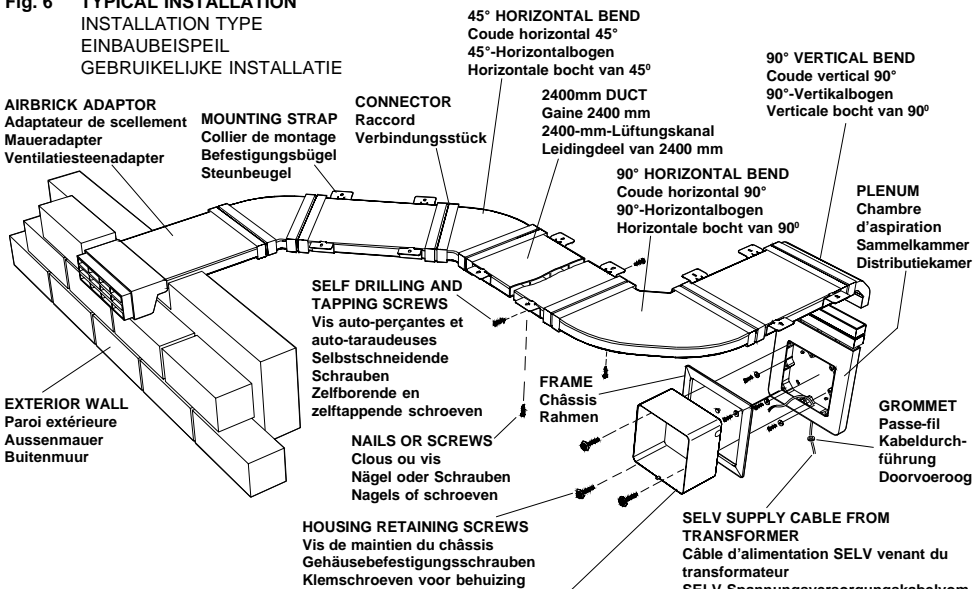 Fig. 6 TYPICAL INSTALLATION
INSTALLATION TYPE
EINBAUBEISPEIL
GEBRUIKELIJKE INSTALLATIE
45° HORIZONTAL BEND
Coude horizontal 45°
45°-Horizontalbogen
Horizontale bocht van 45⁰
90° VERTICAL BEND
Coude vertical 90°
90°-Vertikalbogen
Verticale bocht van 90⁰
AIRBRICK ADAPTOR
Adaptateur de scellement
Maueradapter
Ventilatiesteenadapter
MOUNTING STRAP
Collier de montage
Befestigungsbügel
Steunbeugel
CONNECTOR
Raccord
Verbindungsstück
2400mm DUCT
Gaine 2400 mm
2400-mm-Lüftungskanal
Leidingdeel van 2400 mm
90° HORIZONTAL BEND
Coude horizontal 90°
90°-Horizontalbogen
Horizontale bocht van 90⁰
PLENUM
Chambre
d'aspiration
Sammelkammer
Distributiekamer
SELF DRILLING AND
TAPPING SCREWS
Vis auto-perçantes et
auto-taraudeuses
Selbstschneidende
Schrauben
Zelfborende en
zelftappende schroeven
EXTERIOR WALL
Paroi extérieure
Aussenmauer
Buitenmuur
FRAME
Châssis
Rahmen
GROMMET
Passe-fil
Kabeldurch-
führung
Doorvoeroog
NAILS OR SCREWS
Clous ou vis
Nägel oder Schrauben
Nagels of schroeven
HOUSING RETAINING SCREWS
Vis de maintien du châssis
Gehäusebefestigungsschrauben
Klemschroeven voor behuizing
SELV SUPPLY CABLE FROM
TRANSFORMER
Câble d'alimentation SELV venant du
transformateur
SELV-Spannungsversorgungskabelvom